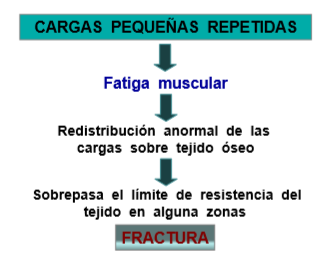 CARGAS PEQUEÑAS REPETIDAS
Fatiga muscular
Redistribución anormal de las
cargas sobre tejido óseo
Sobrepasa el límite de resistencia del
tejido en alguna zonas
FRACTURA